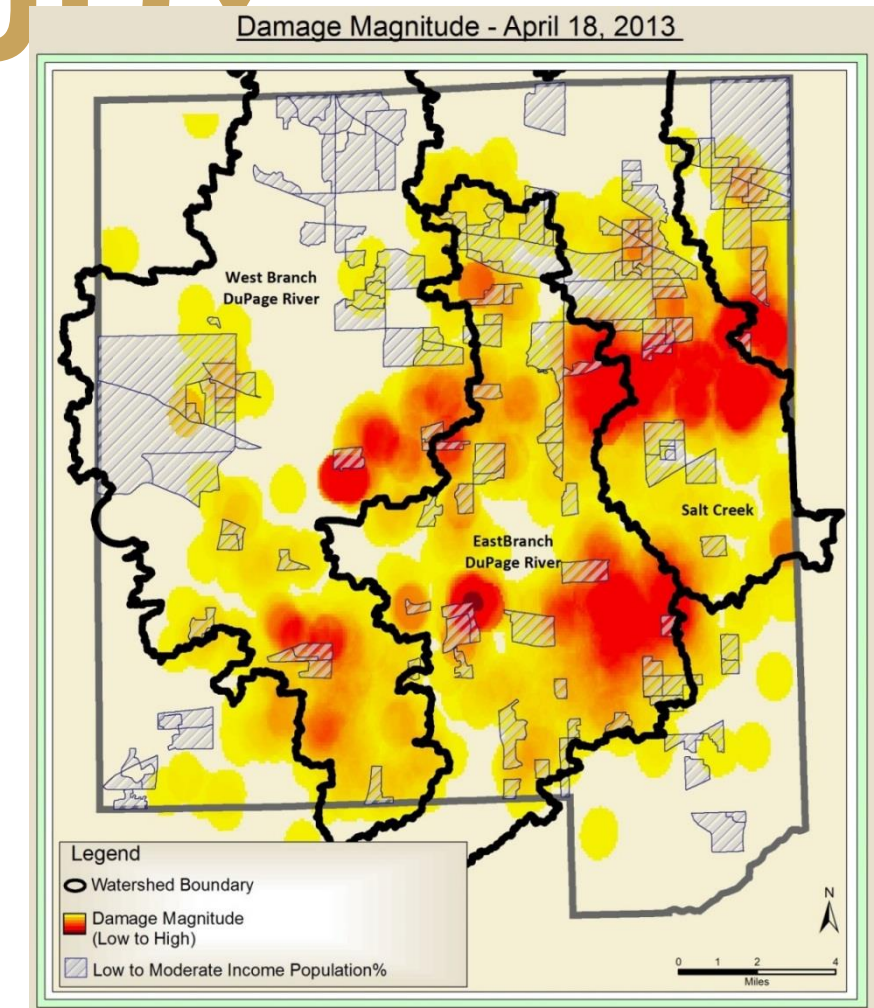 Damage Magnitude - April 18, 2013
West Branch
DuPage River
Salt Creek
EastBranch
DuPage River
Legend
Watershed Boundary
Damage Magnitude
(Low to High)
Low to Moderate Income Population%
N
0 1 2 4
Miles